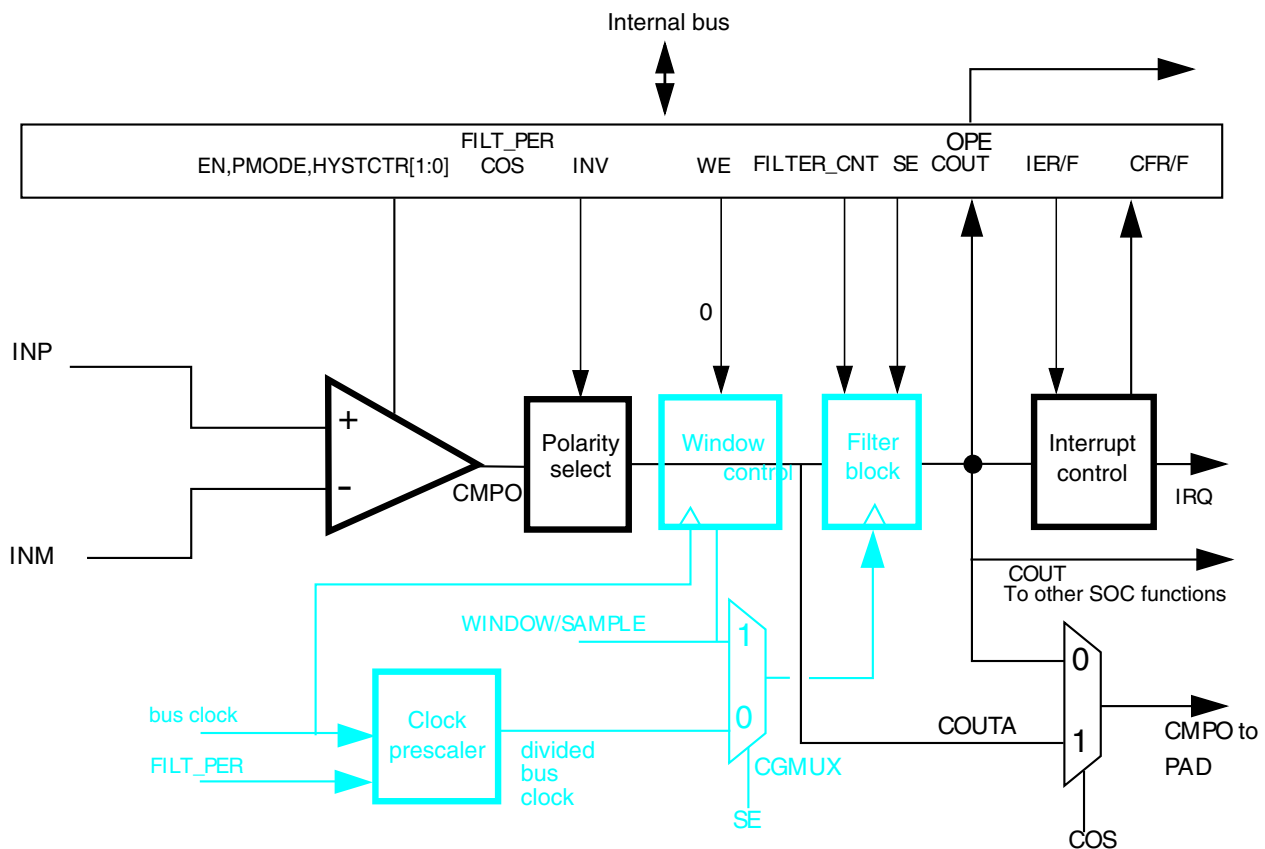 Internal bus
FILT_PER
OPE
EN,PMODE,HYSTCTR[1:0]
COS
INV
WE
FILTER_CNT
SE
COUT
IER/F
CFR/F
0
INP
+
-
INM
CMPO
Polarity
select
Window
control
Filter
block
Interrupt
control
IRQ
COUT
To other SOC functions
WINDOW/SAMPLE
1
0
bus clock
FILT_PER
Clock
prescaler
divided
bus
clock
CGMUX
SE
COUTA
0
1
CMPO to
PAD
COS